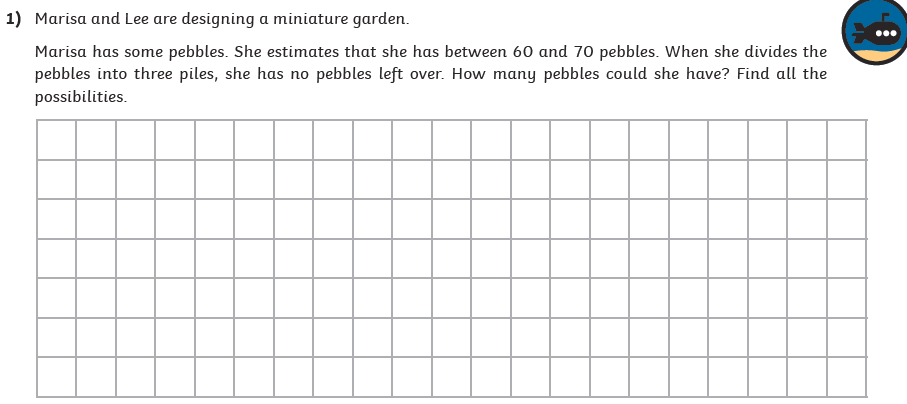 1) Marisa and Lee are designing a miniature garden.
Marisa has some pebbles. She estimates that she has between 60 and 70 pebbles. When she divides the
pebbles into three piles, she has no pebbles left over. How many pebbles could she have? Find all the
possibilities.